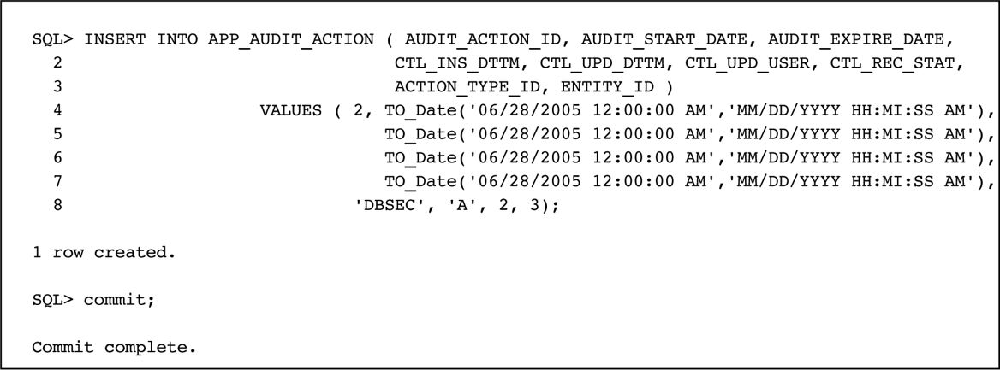 SQL> INSERT INTO APP_AUDIT_ACTION ( AUDIT_ACTION_ID, AUDIT_START_DATE, AUDIT_EXPIRE_DATE,
2 CTL_INS_DTTM, CTL_UPD_DTTM, CTL_UPD_USER, CTL_REC_STAT,
3 ACTION_TYPE_ID, ENTITY_ID )
4 VALUES ( 2, TO_Date('06/28/2005 12:00:00 AM','MM/DD/YYYY HH:MI:SS AM'),
5 TO_Date('06/28/2005 12:00:00 AM','MM/DD/YYYY HH:MI:SS AM'),
6 TO_Date('06/28/2005 12:00:00 AM','MM/DD/YYYY HH:MI:SS AM'),
7 TO_Date('06/28/2005 12:00:00 AM','MM/DD/YYYY HH:MI:SS AM'),
8 'DBSEC', 'A', 2, 3);
1 row created.
SQL> commit;
Commit complete.